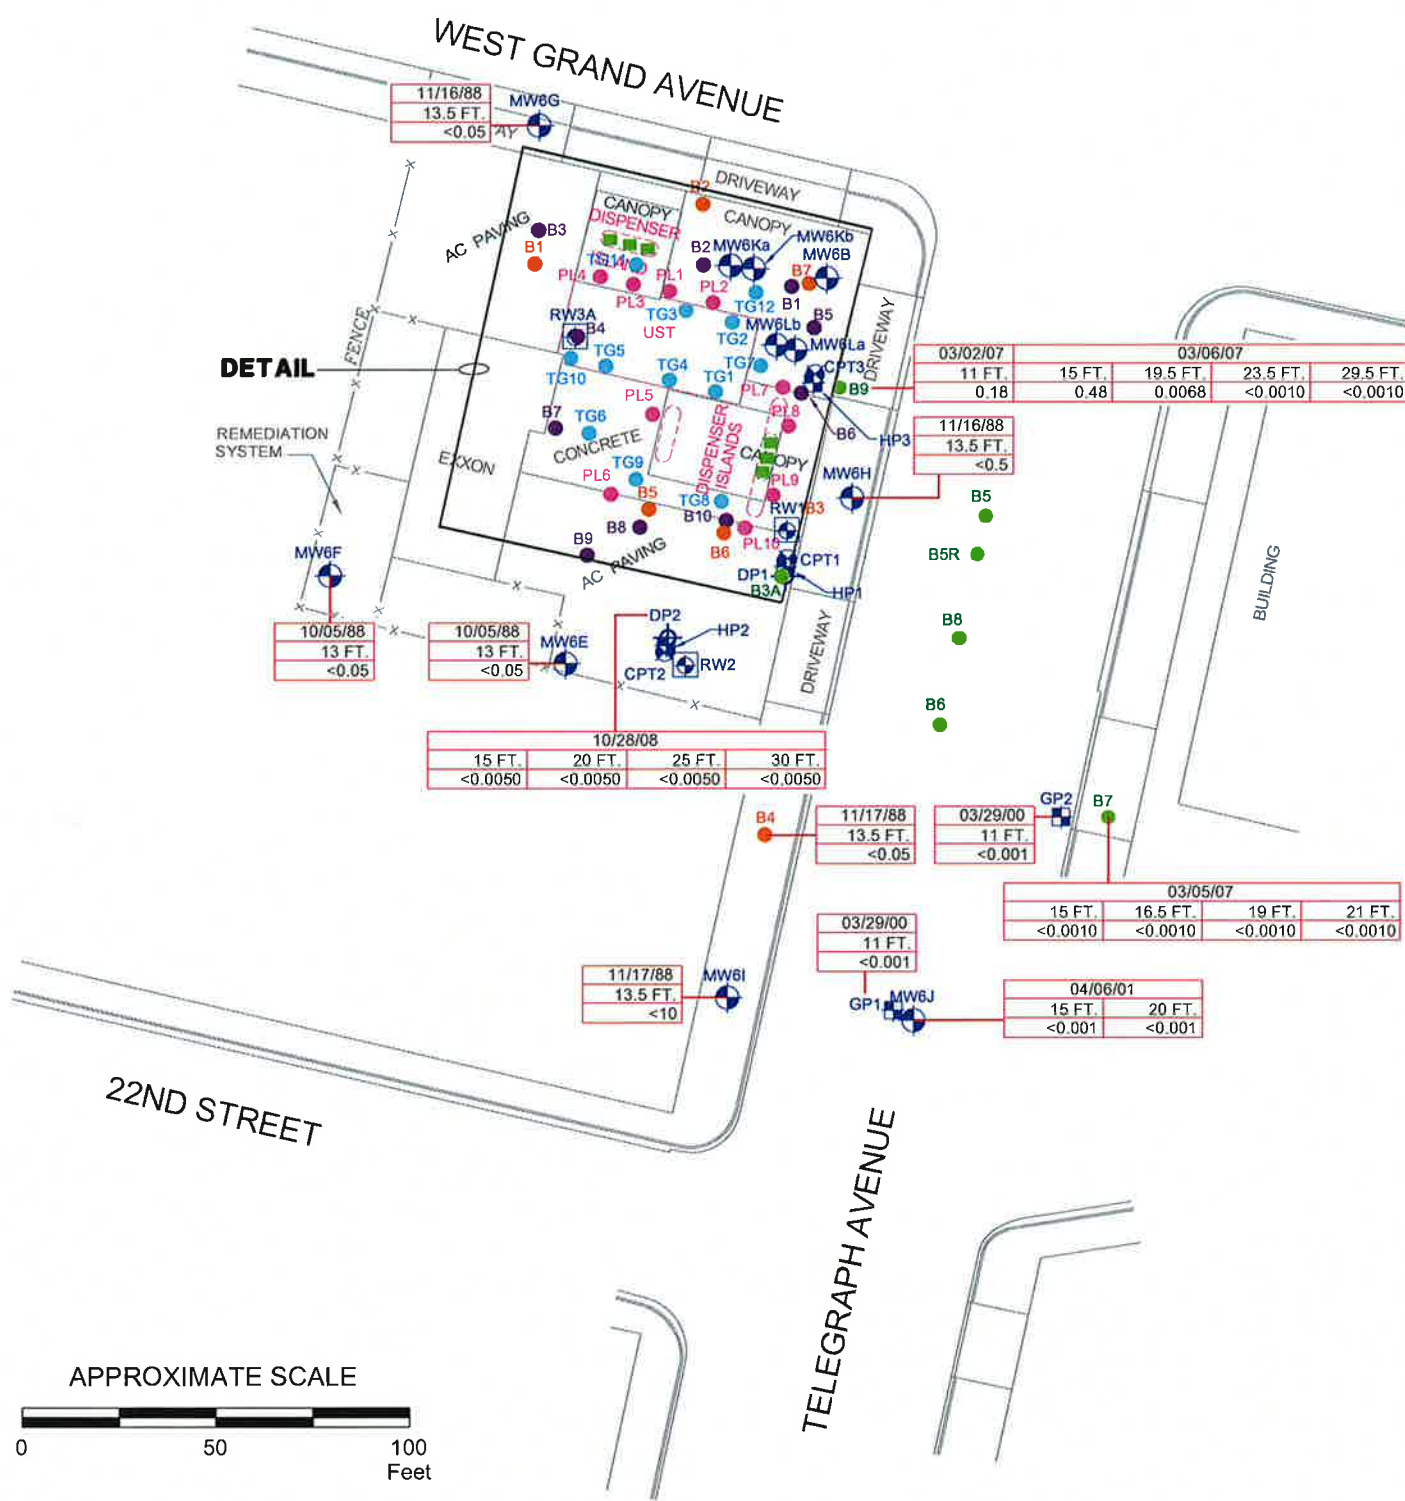 WEST GRAND AVENUE
11/16/88
13.5 FT.
<0.05
MW6G
AY
DRIVEWAY
B2
CANOPY
CANOPY
DISPENSER
ISLAND
AC PAVING
B3
B1
TG11
B2
MW6Ka
MW6Kb
MW6B
B7
B1
PL4
PL3
PL1
PL2
TG12
TG3
UST
TG2
B5
MW6Lb
MW6La
DRIVEWAY
RW3A
B4
FENCE
DETAIL
TG10
TG5
TG4
TG1
TG7
CPT3
PL7
B9
03/02/07 03/06/07
11 FT. 15 FT. 19.5 FT. 23.5 FT. 29.5 FT.
0.18 0.48 0.0068 <0.0010 <0.0010
PL5
B7
TG6
PL8
B6
HP3
11/16/88
13.5 FT.
<0.5
REMEDIATION
SYSTEM
EXXON
CONCRETE
DISPENSER
ISLANDS
CANOPY
TG9
PL6
B5
TG8
PL9
MW6H
B10
RW1
B3
B8
B6
PL10
B9
AC PAVING
CPT1
DP1
B3A
HP1
B5
B5R
BUILDING
MW6F
10/05/88
13 FT.
<0.05
10/05/88
13 FT.
<0.05
MW6E
DP2
HP2
CPT2
RW2
DRIVEWAY
B8
B6
10/28/08
15 FT. 20 FT. 25 FT. 30 FT.
<0.0050 <0.0050 <0.0050 <0.0050
B4
11/17/88
13.5 FT.
<0.05
03/29/00
11 FT.
<0.001
GP2
B7
03/05/07
15 FT. 16.5 FT. 19 FT. 21 FT.
<0.0010 <0.0010 <0.0010 <0.0010
03/29/00
11 FT.
<0.001
11/17/88
13.5 FT.
<10
MW6I
GP1
MW6J
04/06/01
15 FT. 20 FT.
<0.001 <0.001
22ND STREET
TELEGRAPH AVENUE
APPROXIMATE SCALE
0 50 100
Feet